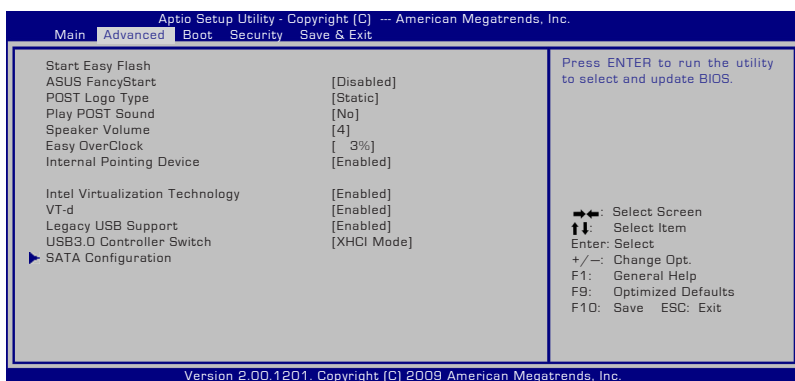 Aptio Setup Utility - Copyright (C) --- American Megatrends, Inc.
Main Advanced Boot Security Save & Exit
Start Easy Flash
ASUS FancyStart [Disabled]
POST Logo Type [Static]
Play POST Sound [No]
Speaker Volume [4]
Easy OverClock [ 3%]
Internal Pointing Device [Enabled]
Intel Virtualization Technology [Enabled]
VT-d [Enabled]
Legacy USB Support [Enabled]
USB3.0 Controller Switch [XHCI Mode]
SATA Configuration
Press ENTER to run the utility
to select and update BIOS.
→←: Select Screen
↑↓: Select Item
Enter: Select
+/—: Change Opt.
F1: General Help
F9: Optimized Defaults
F10: Save ESC: Exit
Version 2.00.1201. Copyright (C) 2009 American Megatrends, Inc.